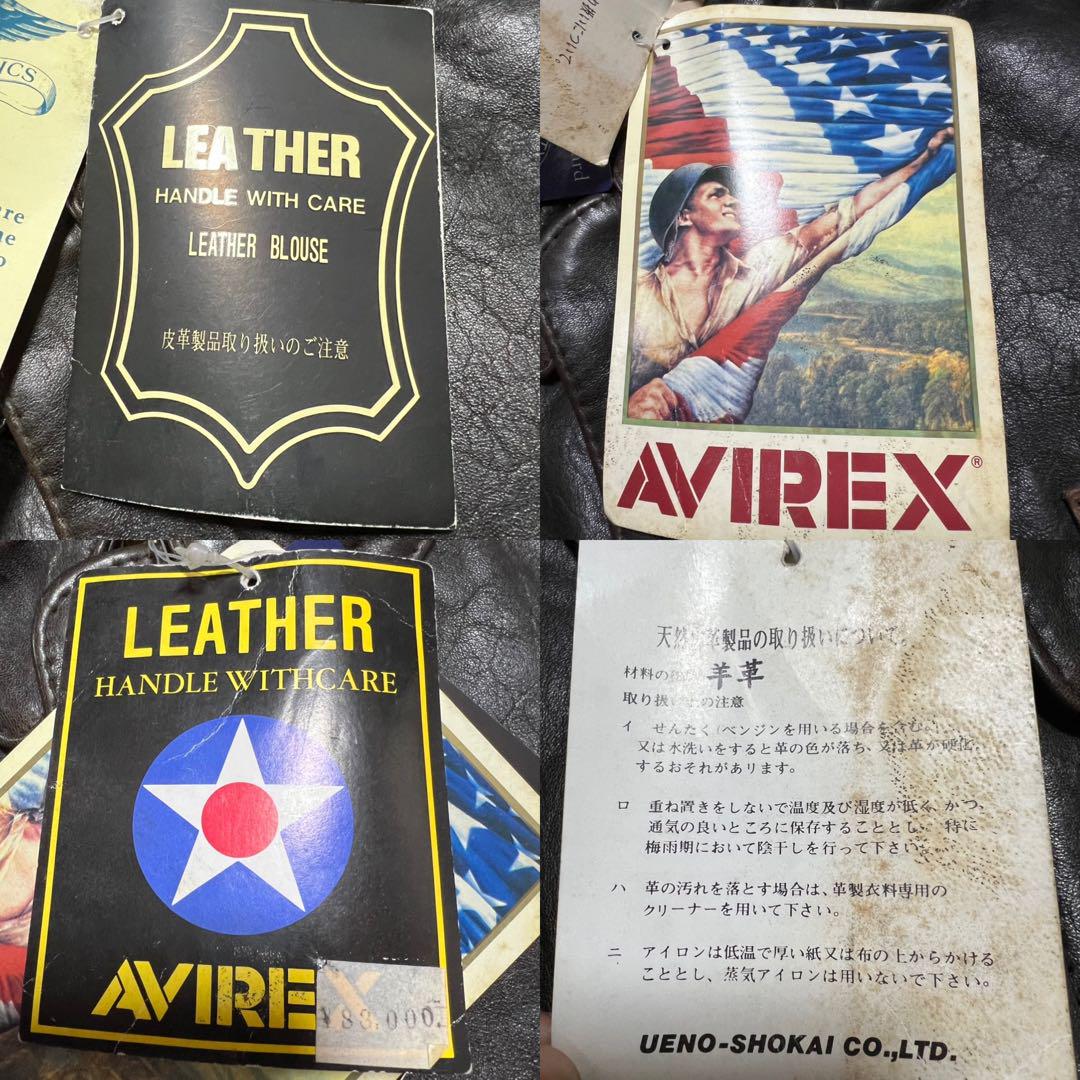 ICS
are
LEATHER
HANDLE WITH CARE
LEATHER BLOUSE
皮革製品取り扱いのご注意
AVIREX®
LEATHER
HANDLE WITHCARE
AVIREX
¥88,000.
天然 革製品の取り扱いについて
材料の 羊革
取り扱い上の注意
イ せんたく(ベンジンを用いる場合を含む。)
又は水洗いをすると革の色が落ち、又は革が硬化
するおそれがあります。
ロ 重ね置きをしないで温度及び湿度が低く、かつ、
通気の良いところに保存することとし、特に
梅雨期において陰干しを行って下さい。
ハ 革の汚れを落とす場合は、革製衣料専用の
クリーナーを用いて下さい。
ニ アイロンは低温で厚い紙又は布の上からかける
こととし、蒸気アイロンは用いないで下さい。
UENO-SHOKAI CO.,LTD.